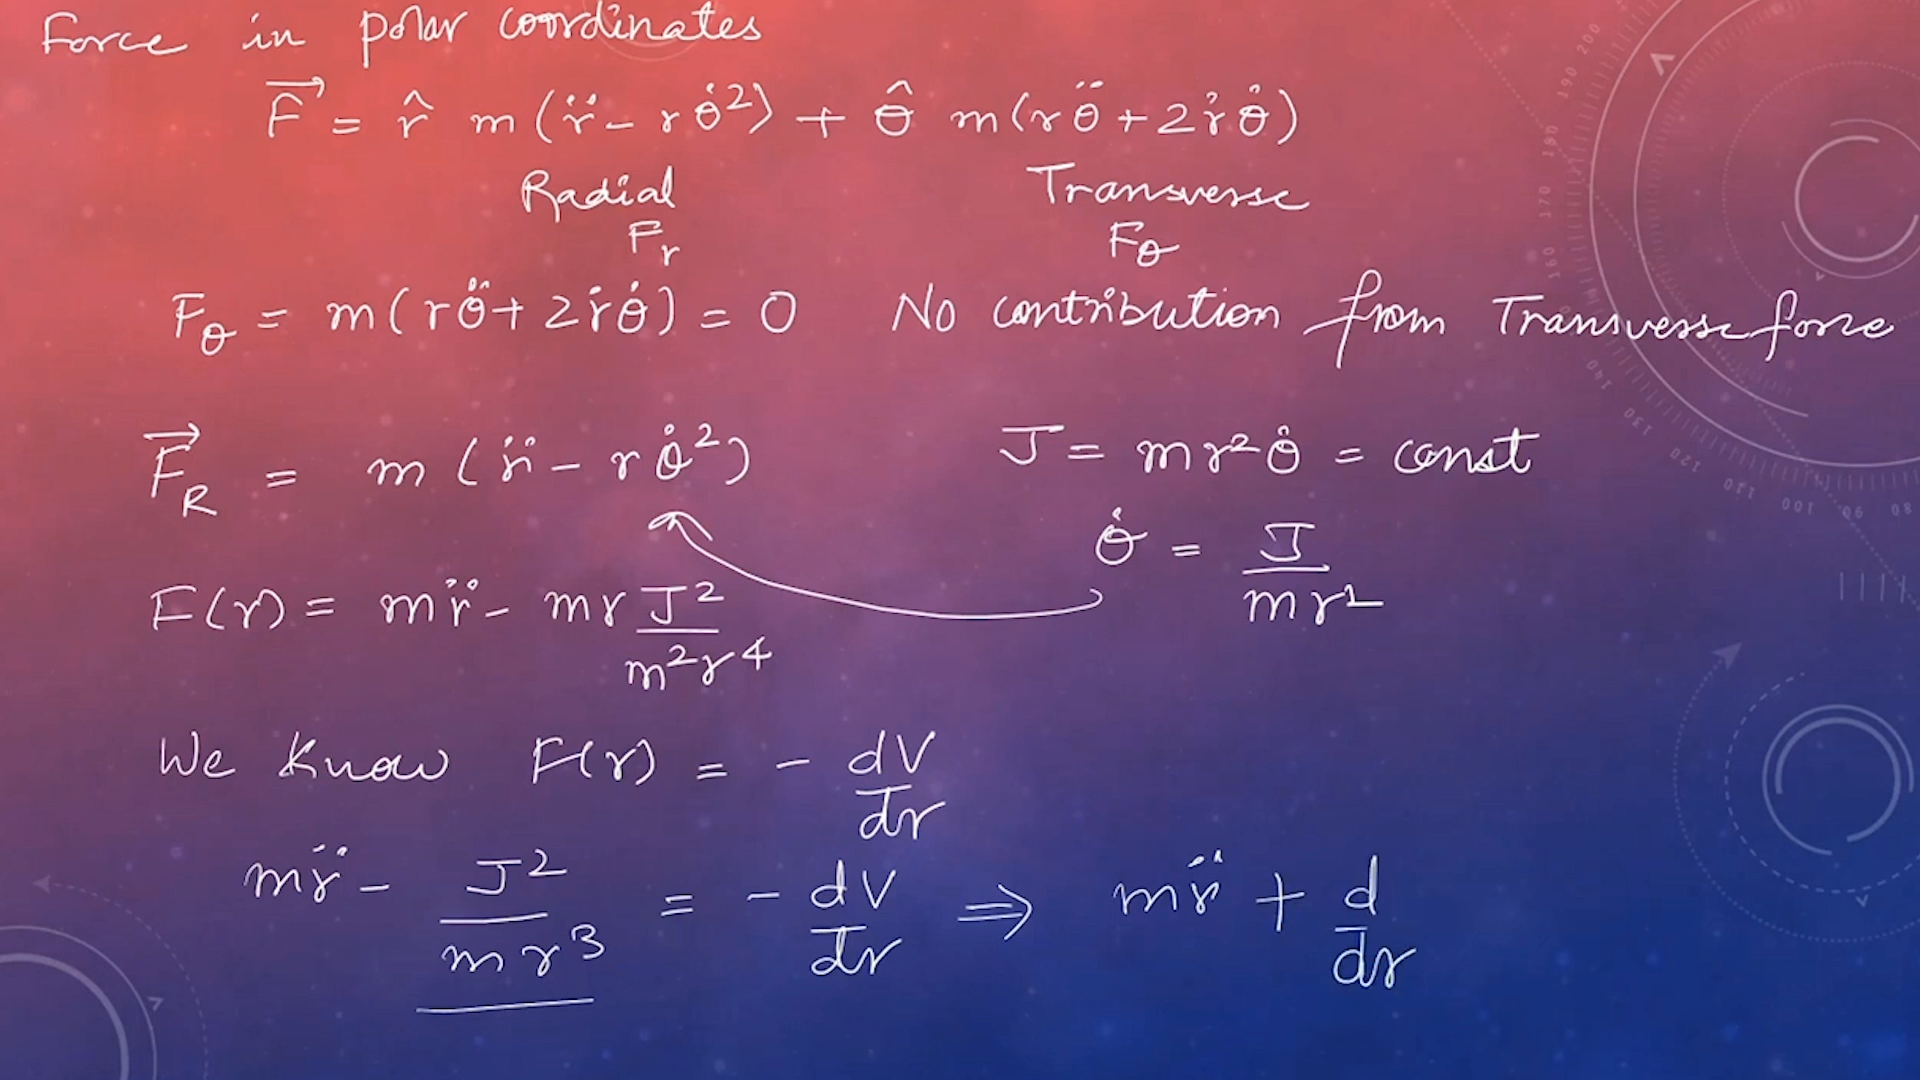 Force in polar coordinates
F⃗ = r̂ m(r̈ - rθ̇²) + θ̂ m(rθ̈ + 2ṙθ̇)
Radial Transverse
Fr Fθ
Fθ = m(rθ̈ + 2ṙθ̇) = 0 No contribution from Transverse force
F⃗R = m(r̈ - rθ̇²) J = mr²θ̇ = const
θ̇ = J/mr²
F(r) = mr̈ - mr J²/m²r⁴
We know F(r) = - dV/dr
mr̈ - J²/mr³ = - dV/dr ⇒ mr̈ + d/dr